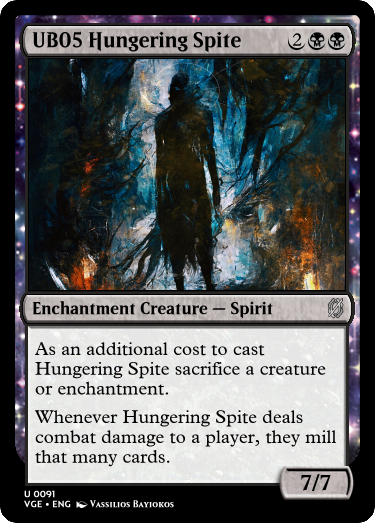 UB05 Hungering Spite 2
Enchantment Creature — Spirit
As an additional cost to cast
Hungering Spite sacrifice a creature
or enchantment.
Whenever Hungering Spite deals
combat damage to a player, they mill
that many cards.
7/7
U 0091
VGE • ENG Vassilios Bayiokos